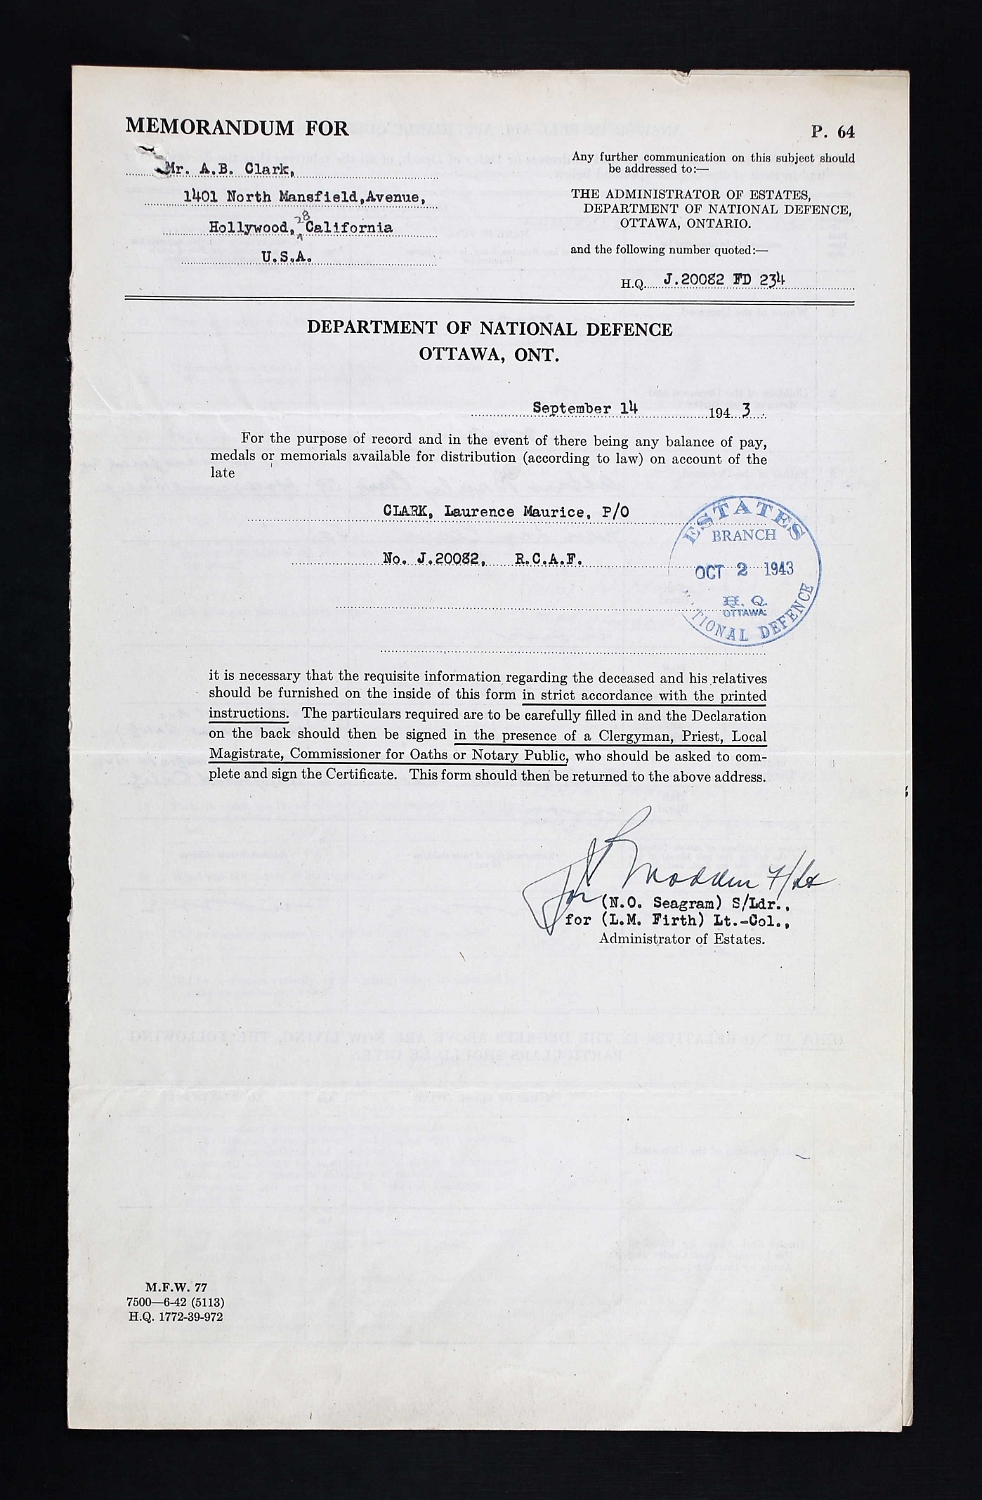 MEMORANDUM FOR
P. 64
Mr. A.B. Clark,
1401 North Mansfield,Avenue,
Hollywood, 28 California
U.S.A.
Any further communication on this subject should
be addressed to:—
THE ADMINISTRATOR OF ESTATES,
DEPARTMENT OF NATIONAL DEFENCE,
OTTAWA, ONTARIO.
and the following number quoted:—
H.Q. J.20082 FD 234
DEPARTMENT OF NATIONAL DEFENCE
OTTAWA, ONT.
September 14 1943
For the purpose of record and in the event of there being any balance of pay,
medals or memorials available for distribution (according to law) on account of the
late
CLARK, Laurence Maurice, P/O
No. J.20082, R.C.A.F.
ESTATES
BRANCH
OCT 2 1943
H. Q.
OTTAWA.
NATIONAL DEFENCE
it is necessary that the requisite information regarding the deceased and his relatives
should be furnished on the inside of this form in strict accordance with the printed
instructions. The particulars required are to be carefully filled in and the Declaration
on the back should then be signed in the presence of a Clergyman, Priest, Local
Magistrate, Commissioner for Oaths or Notary Public, who should be asked to com-
plete and sign the Certificate. This form should then be returned to the above address.
for
F/Lt
(N.O. Seagram) S/Ldr.,
for (L.M. Firth) Lt.-Col.,
Administrator of Estates.
M.F.W. 77
7500—6-42 (5113)
H.Q. 1772-39-972